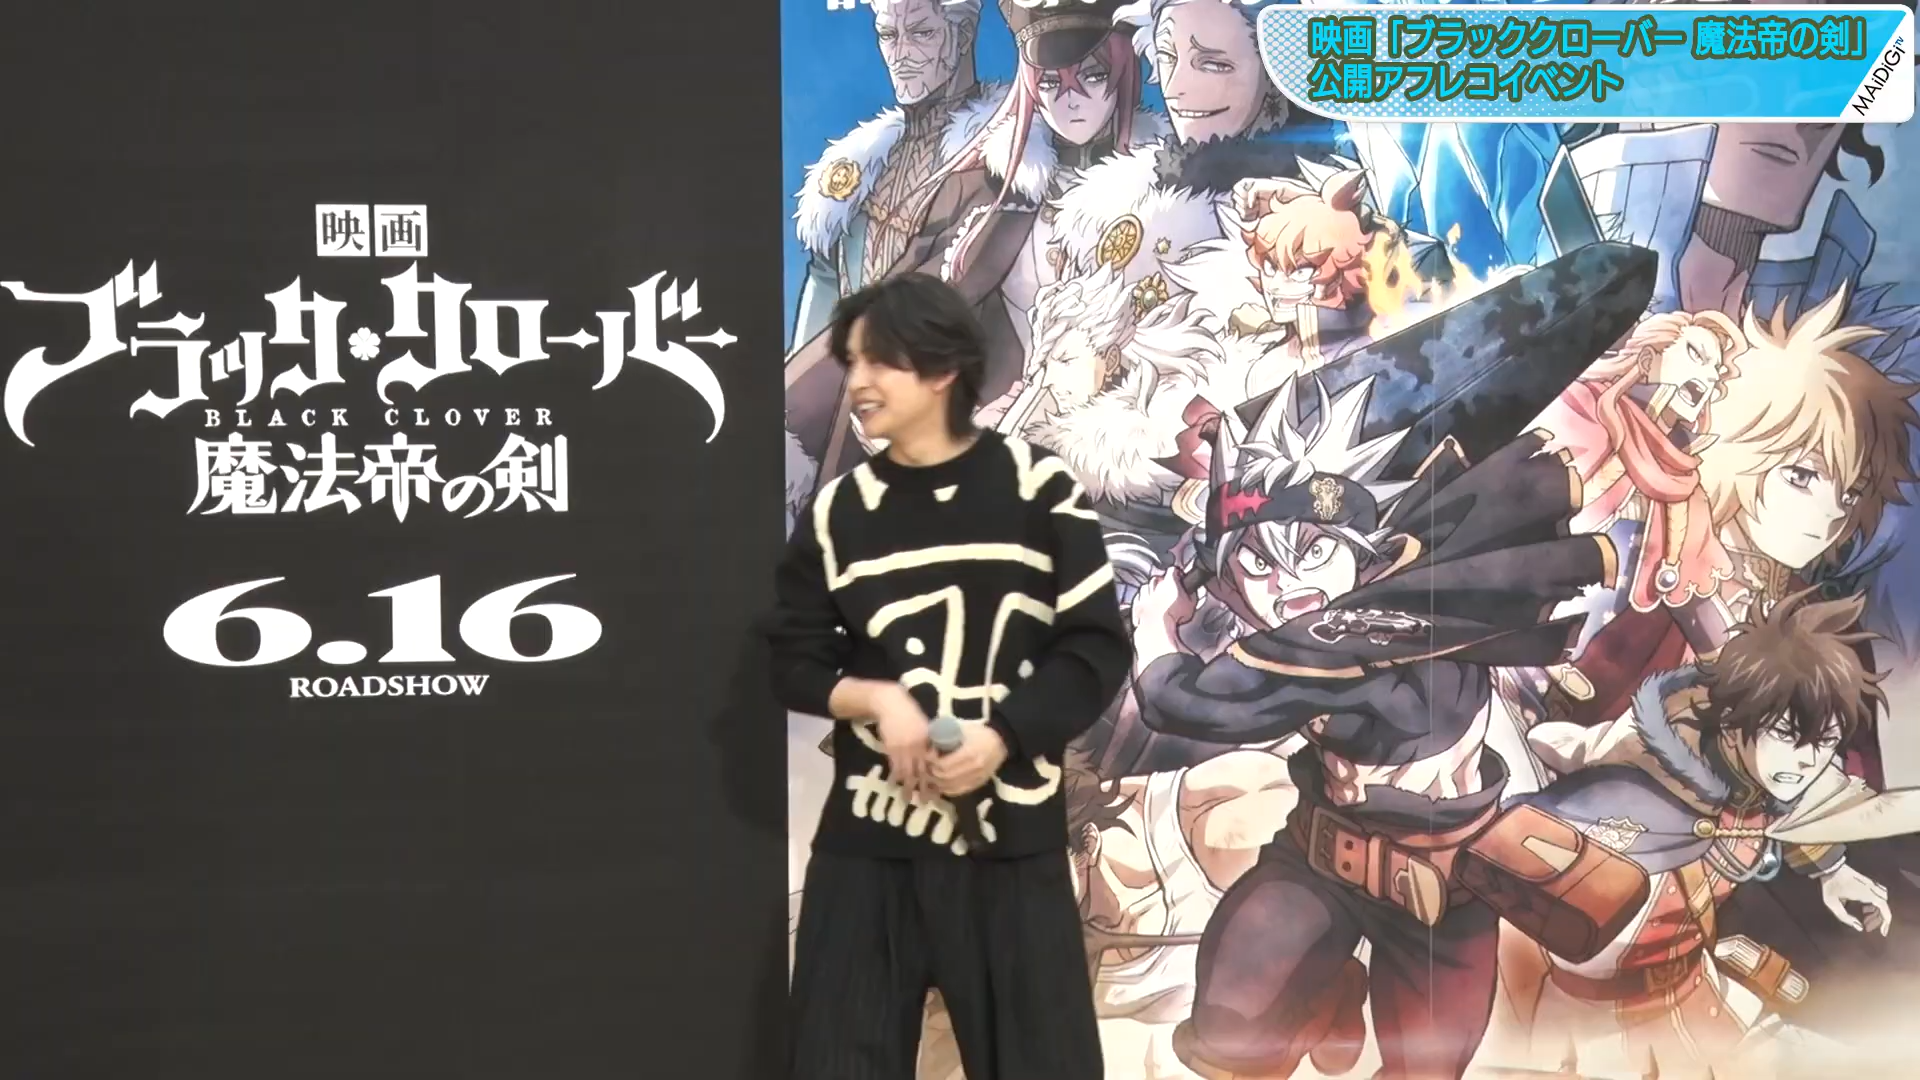 映画「ブラッククローバー 魔法帝の剣」
公開アフレコイベント
MAiDiGiTV
映画
ブラック・クローバー
BLACK CLOVER
魔法帝の剣
6.16
ROADSHOW